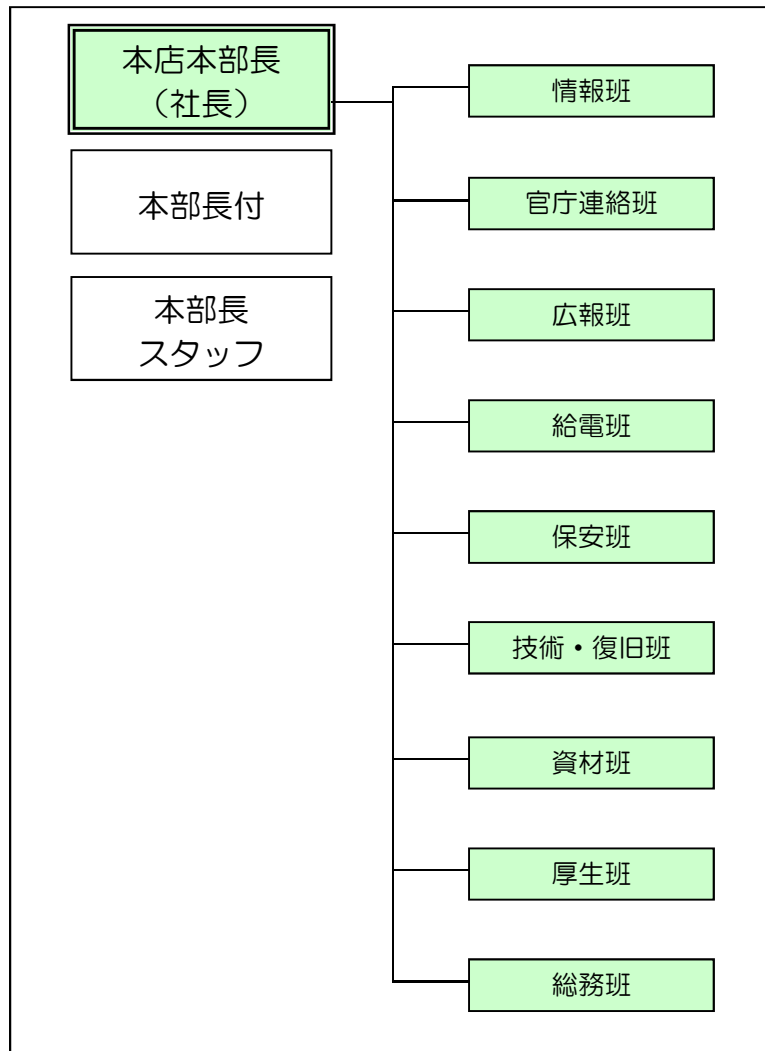 本店本部長
（社長）
本部長付
本部長
スタッフ
情報班
官庁連絡班
広報班
給電班
保安班
技術・復旧班
資材班
厚生班
総務班